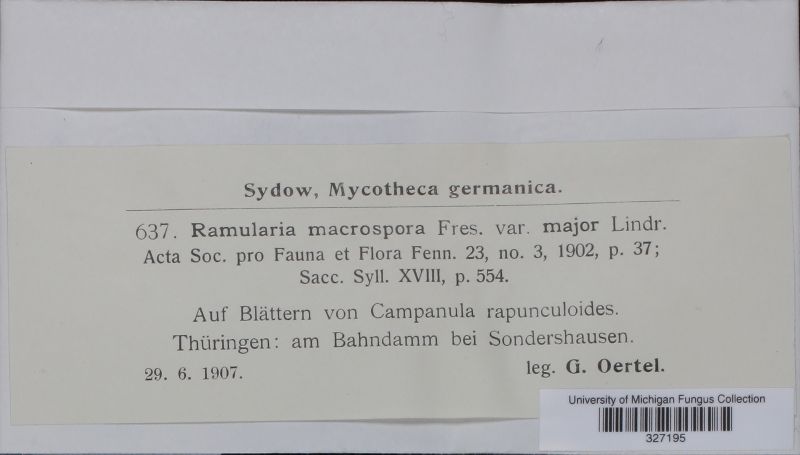 Sydow, Mycotheca germanica.
637. Ramularia macrospora Fres. var. major Lindr.
Acta Soc. pro Fauna et Flora Fenn. 23, no. 3, 1902, p. 37;
Sacc. Syll. XVIII, p. 554.
Auf Blättern von Campanula rapunculoides.
Thüringen: am Bahndamm bei Sondershausen.
29. 6. 1907. leg. G. Oertel.
University of Michigan Fungus Collection
327195